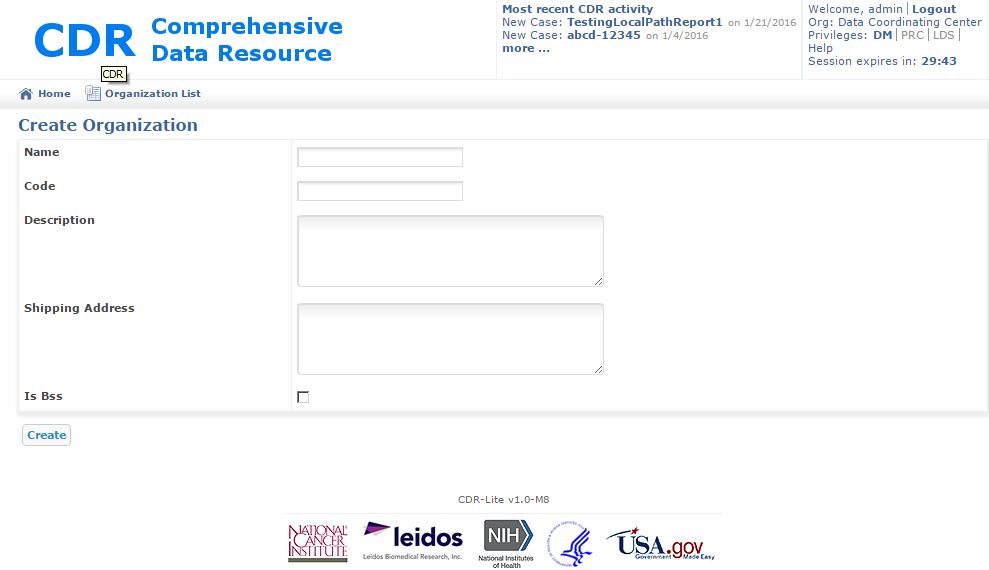 CDR
Comprehensive
Data Resource
CDR
Most recent CDR activity
New Case: TestingLocalPathReport1 on 1/21/2016
New Case: abcd-12345 on 1/4/2016
more ...
Welcome, admin | Logout
Org: Data Coordinating Center
Privileges: DM | PRC | LDS |
Help
Session expires in: 29:43
Home Organization List
Create Organization
Name
Code
Description
Shipping Address
Is Bss
Create
CDR-Lite v1.0-M8
NATIONAL
CANCER
INSTITUTE
leidos
Leidos Biomedical Research, Inc.
NIH
National Institutes
of Health
USA.gov
Government Made Easy